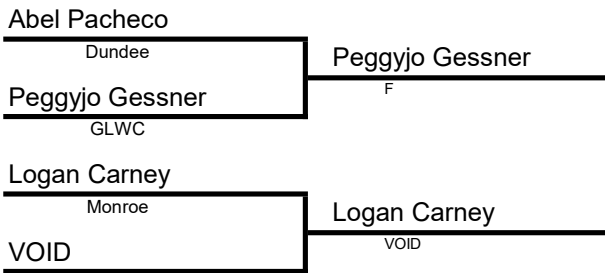 Abel Pacheco
Dundee
Peggyjo Gessner
F
Peggyjo Gessner
GLWC
Logan Carney
Monroe
Logan Carney
VOID
VOID